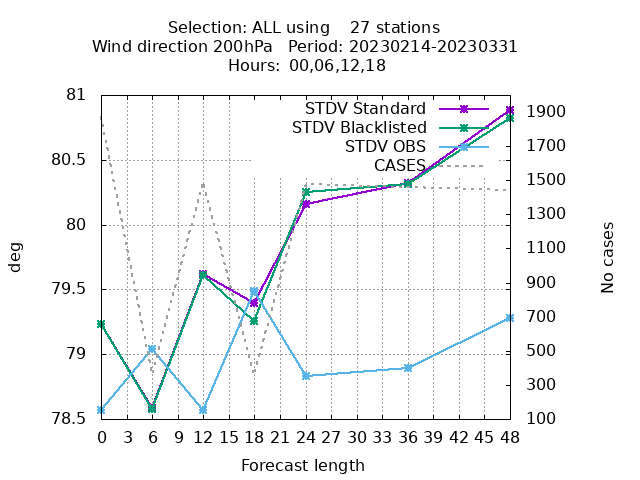 Selection: ALL using 27 stations
Wind direction 200hPa Period: 20230214-20230331
Hours: 00,06,12,18
STDV Standard
STDV Blacklisted
STDV OBS
CASES
81
80.5
80
79.5
79
78.5
deg
1900
1700
1500
1300
1100
900
700
500
300
100
No cases
0 3 6 9 12 15 18 21 24 27 30 33 36 39 42 45 48
Forecast length